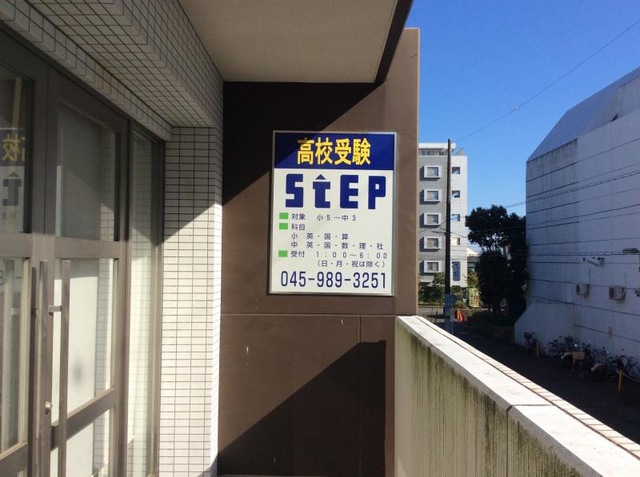 高校受験
StEP
対象 小5～中3
科目
小 英・国・算
中 英・国・数・理・社
受付 1:00～6:00
(日・月・祝は除く)
045-989-3251